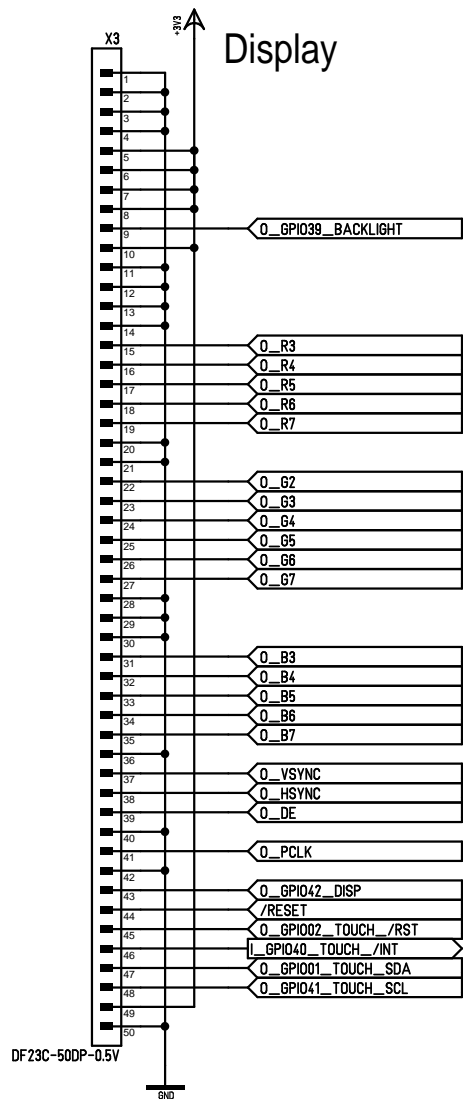 +3V3
Display
X3
1
2
3
4
5
6
7
8
9 O_GPIO39_BACKLIGHT
10
11
12
13
14
15 O_R3
16 O_R4
17 O_R5
18 O_R6
19 O_R7
20
21
22 O_G2
23 O_G3
24 O_G4
25 O_G5
26 O_G6
27 O_G7
28
29
30
31 O_B3
32 O_B4
33 O_B5
34 O_B6
35 O_B7
36
37 O_VSYNC
38 O_HSYNC
39 O_DE
40
41 O_PCLK
42
43 O_GPIO42_DISP
44 /RESET
45 O_GPIO02_TOUCH_/RST
46 I_GPIO40_TOUCH_/INT
47 O_GPIO01_TOUCH_SDA
48 O_GPIO41_TOUCH_SCL
49
50
DF23C-50DP-0.5V
GND